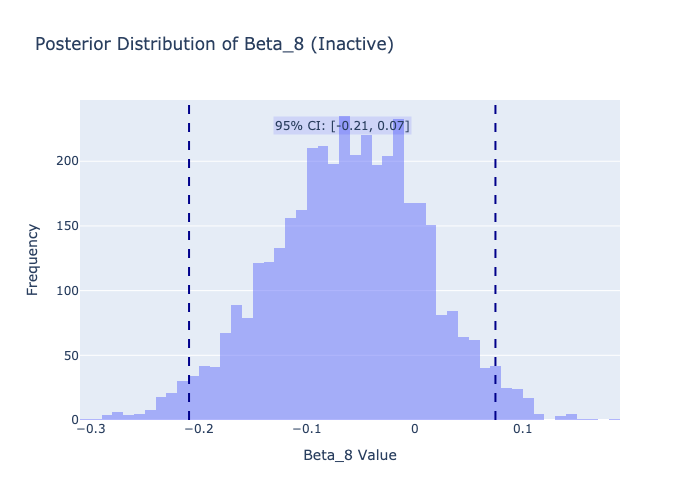 Posterior Distribution of Beta_8 (Inactive)
95% CI: [-0.21, 0.07]
Frequency
200
150
100
50
0
−0.3
−0.2
−0.1
0
0.1
Beta_8 Value